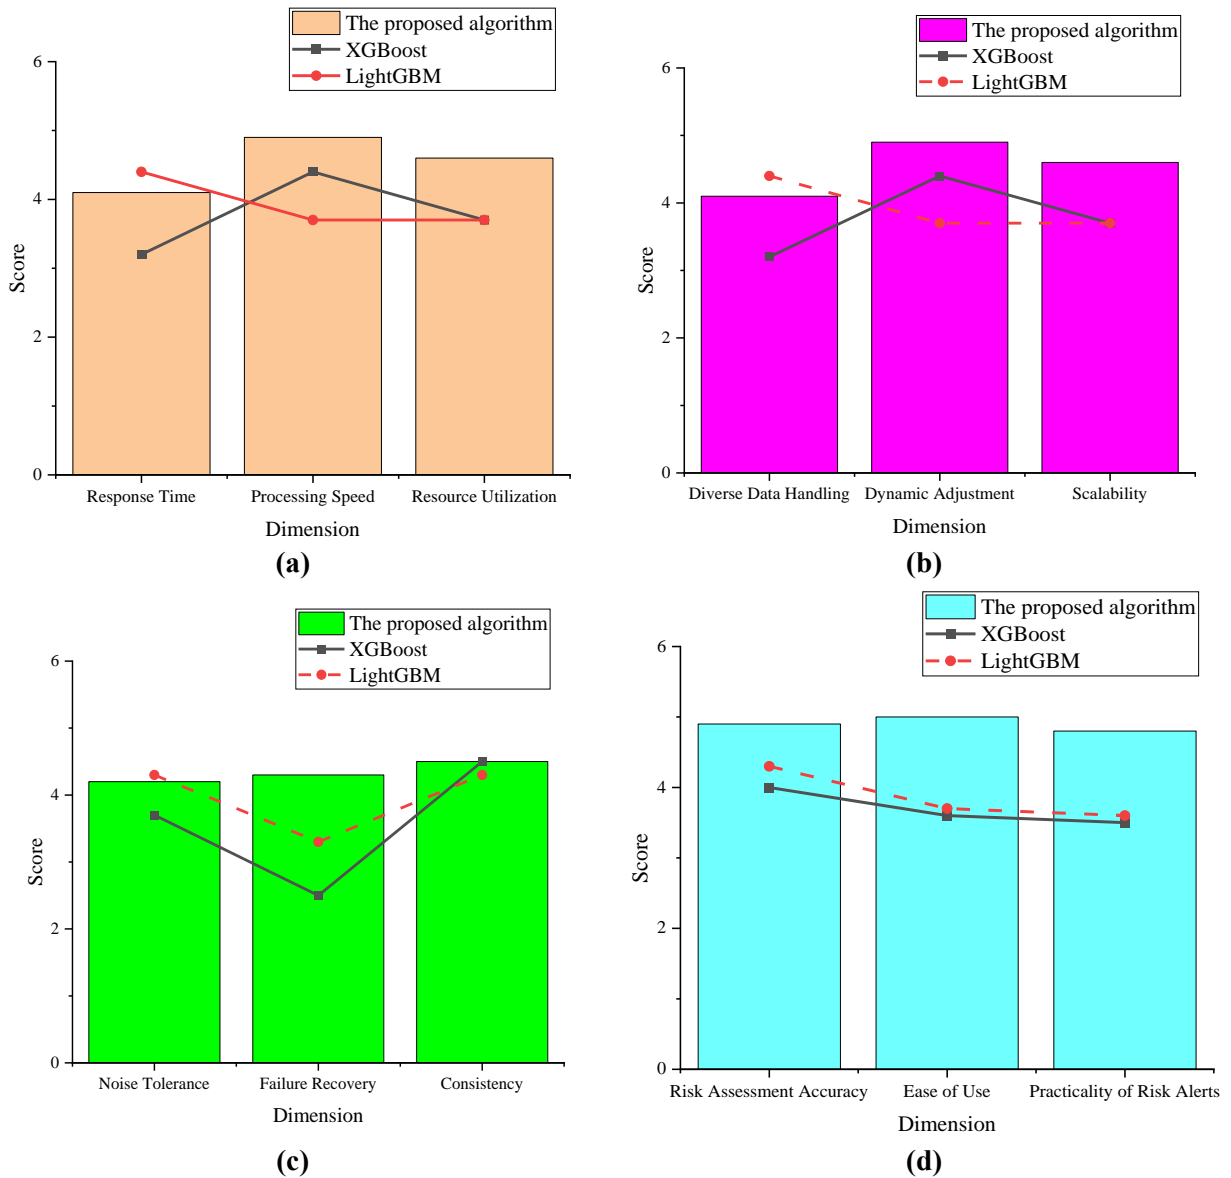 The proposed algorithm
XGBoost
LightGBM
6
4
2
0
Score
Response Time
Processing Speed
Resource Utilization
Dimension
(a)
The proposed algorithm
XGBoost
LightGBM
6
4
2
0
Score
Diverse Data Handling
Dynamic Adjustment
Scalability
Dimension
(b)
The proposed algorithm
XGBoost
LightGBM
6
4
2
0
Score
Noise Tolerance
Failure Recovery
Consistency
Dimension
(c)
The proposed algorithm
XGBoost
LightGBM
6
4
2
0
Score
Risk Assessment Accuracy
Ease of Use
Practicality of Risk Alerts
Dimension
(d)